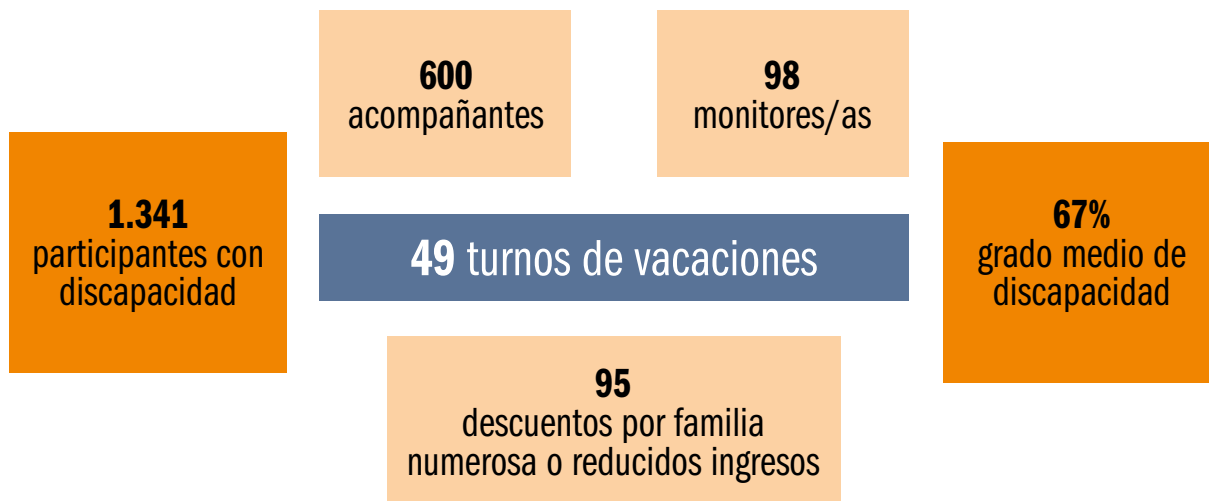 600
acompañantes
98
monitores/as
1.341
participantes con
discapacidad
49 turnos de vacaciones
67%
grado medio de
discapacidad
95
descuentos por familia
numerosa o reducidos ingresos